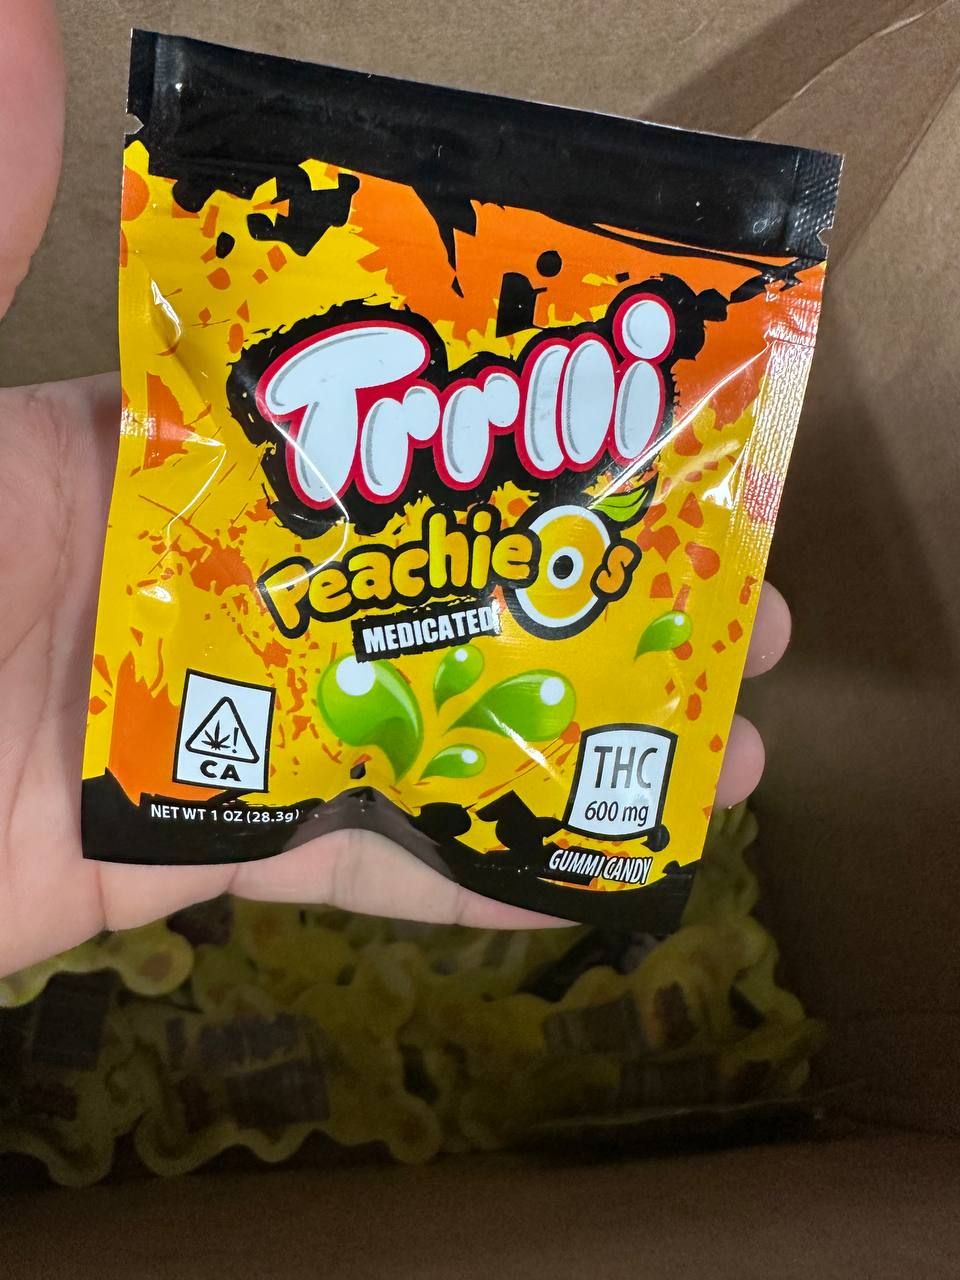 Trrlli
PeachieOs
MEDICATED
CA
NET WT 1 OZ (28.3g)
THC
600 mg
GUMMI CANDY